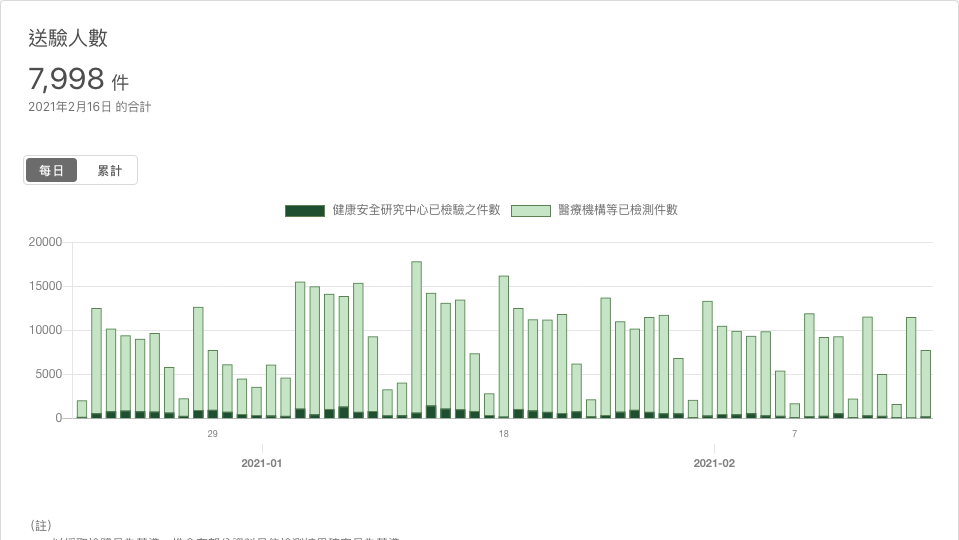 送驗人數
7,998 件
2021年2月16日 的合計
每日 累計
健康安全研究中心已檢驗之件數 醫療機構等已檢測件數
20000
15000
10000
5000
0
29 18 7
2021-01 2021-02
(註)